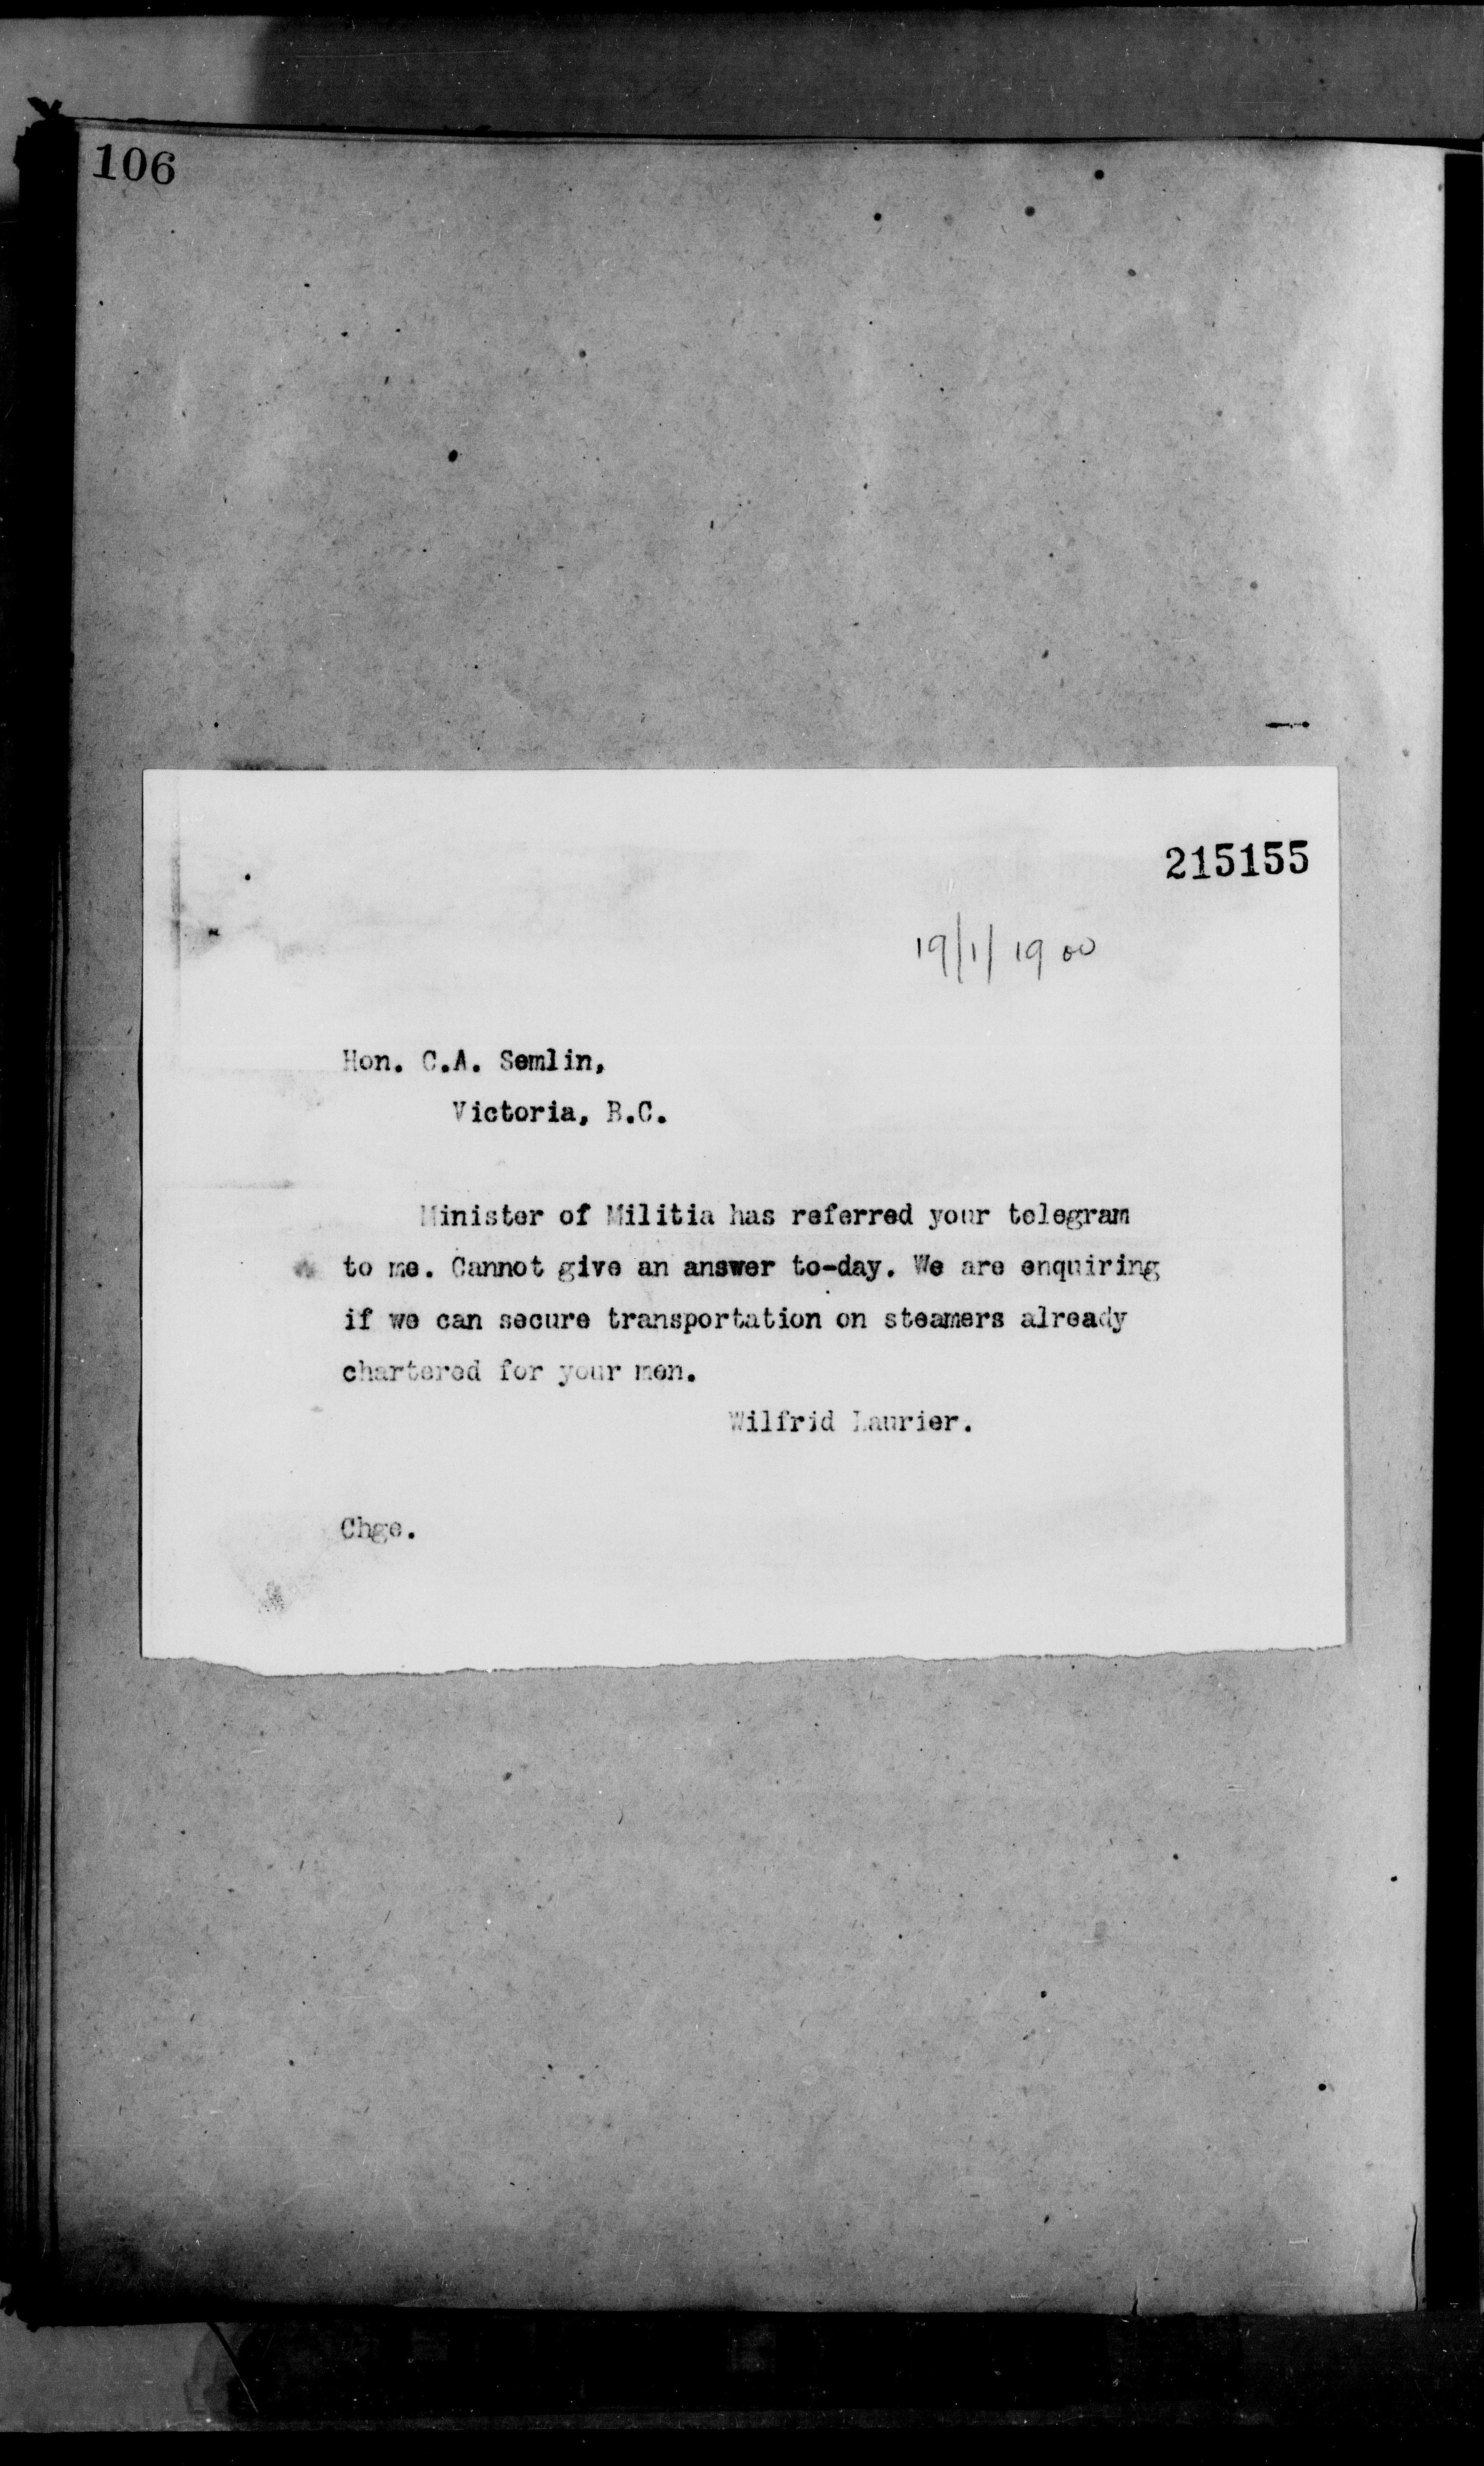 106
215155
19/1/1900
Hon. C.A. Semlin,
Victoria, B.C.
Minister of Militia has referred your telegram
to me. Cannot give an answer to-day. We are enquiring
if we can secure transportation on steamers already
chartered for your men.
Wilfrid Laurier.
Chge.